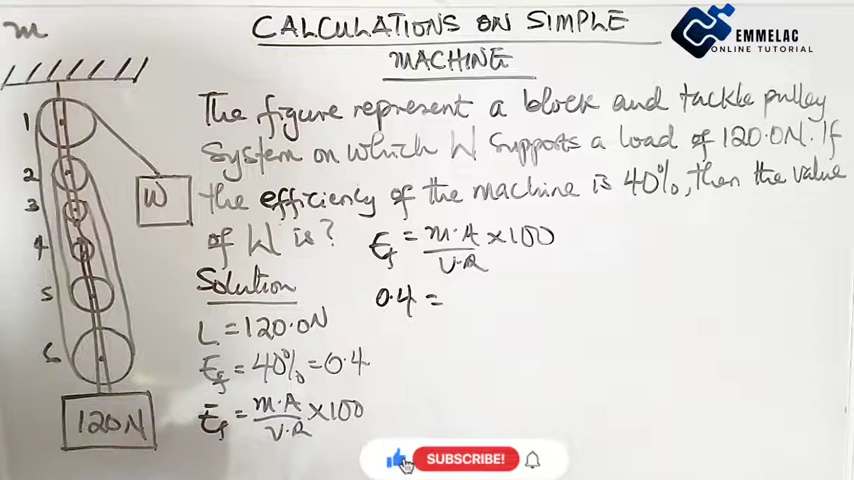 m
CALCULATIONS ON SIMPLE
MACHINE
EMMELAC
ONLINE TUTORIAL
The figure represent a block and tackle pulley
System on which W supports a load of 120.0N. If
the efficiency of the machine is 40%, then the value
of W is?
Ef = M.A/V.R × 100
0.4 =
Solution
L = 120.0N
Ef = 40% = 0.4
Ef = M.A/V.R × 100
1
2
3
4
5
6
W
120N
SUBSCRIBE!